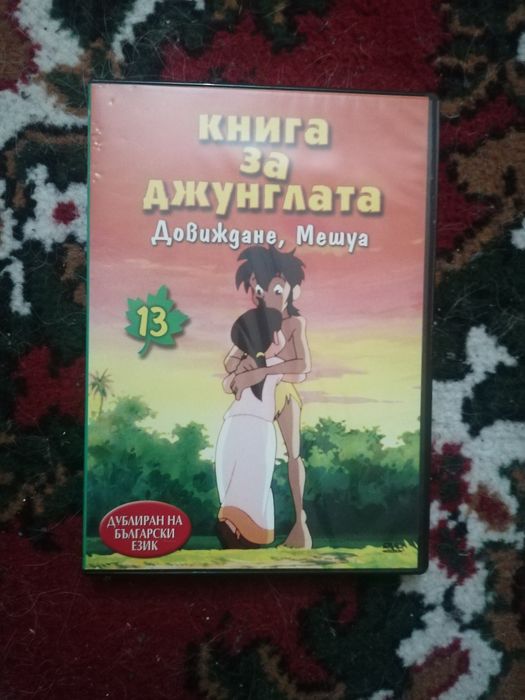 КНИГА
ЗА
ДЖУНГЛАТА
Довиждане, Мешуа
13
ДУБЛИРАН НА
БЪЛГАРСКИ
ЕЗИК